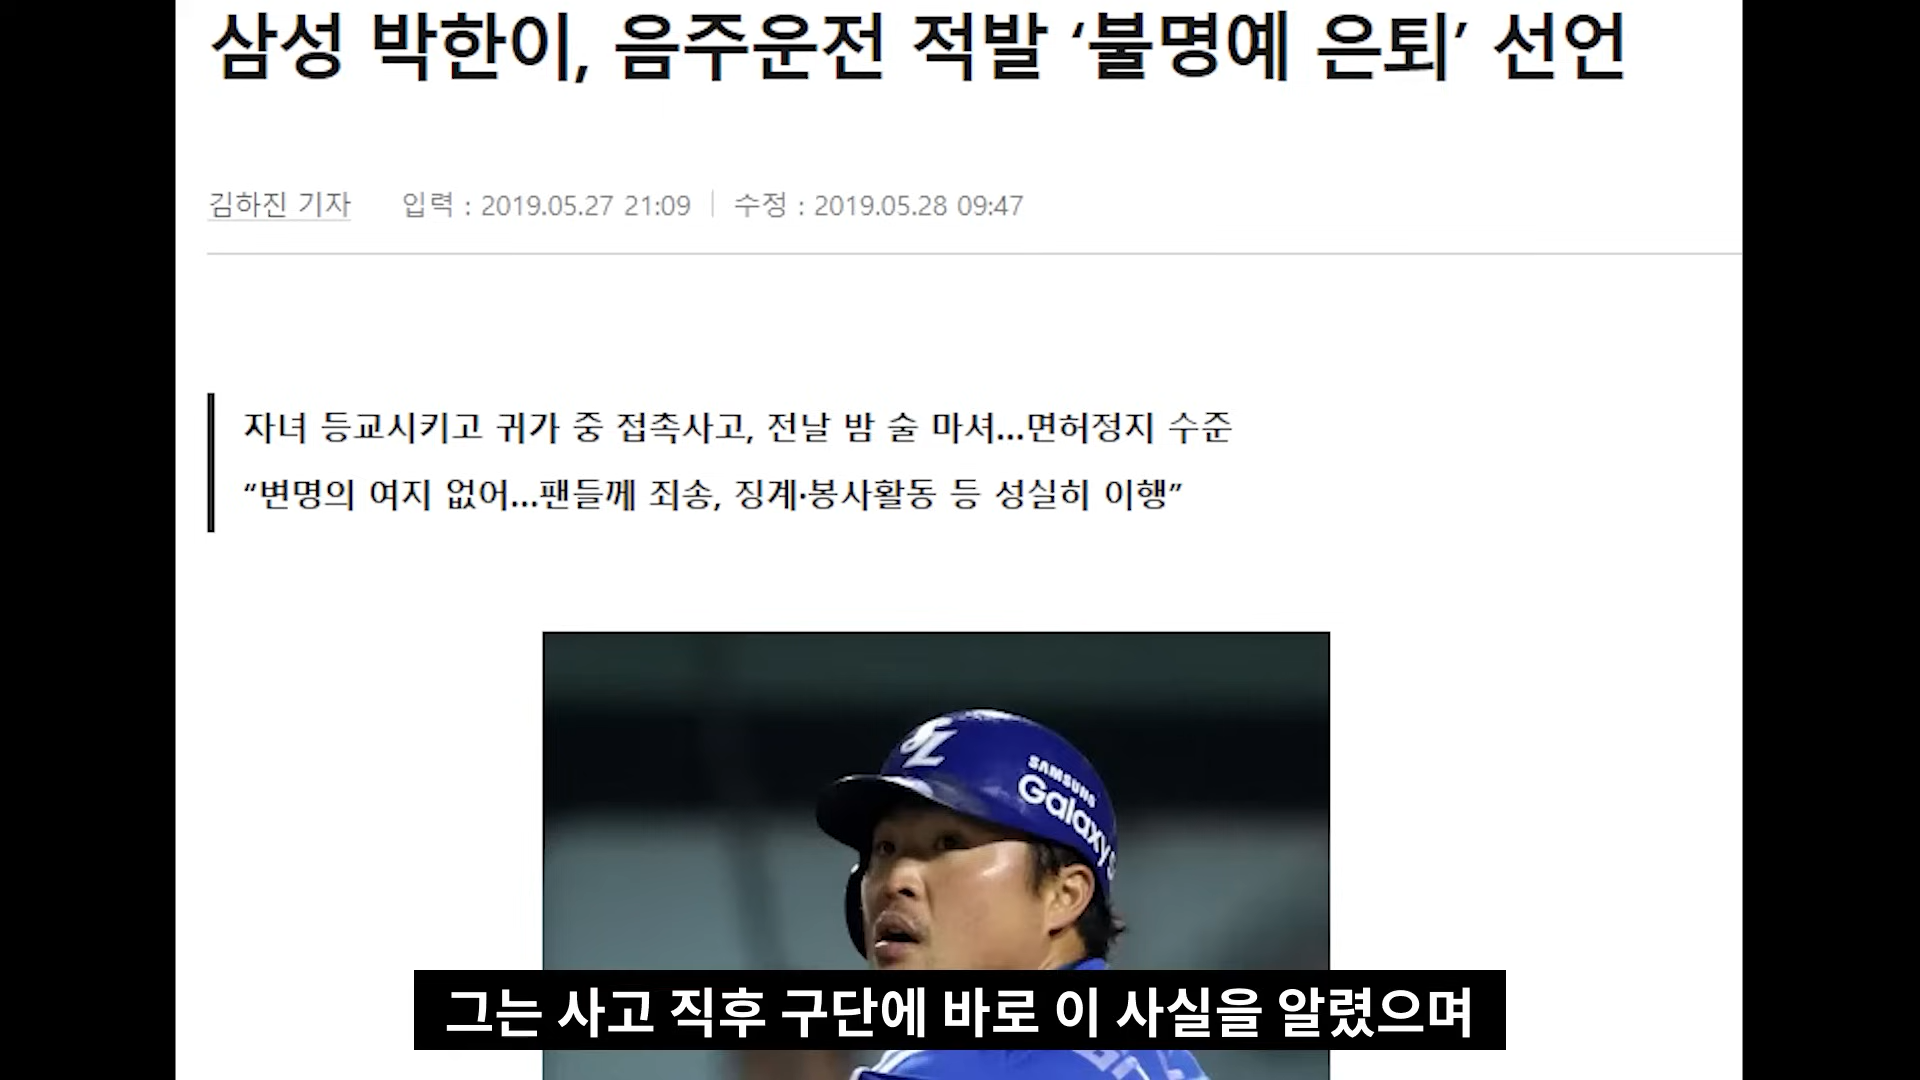 삼성 박한이, 음주운전 적발 ‘불명예 은퇴’ 선언
김하진 기자 입력 : 2019.05.27 21:09 수정 : 2019.05.28 09:47
자녀 등교시키고 귀가 중 접촉사고, 전날 밤 술 마셔...면허정지 수준
“변명의 여지 없어...팬들께 죄송, 징계·봉사활동 등 성실히 이행”
SL
SAMSUNG
Galaxy S
그는 사고 직후 구단에 바로 이 사실을 알렸으며